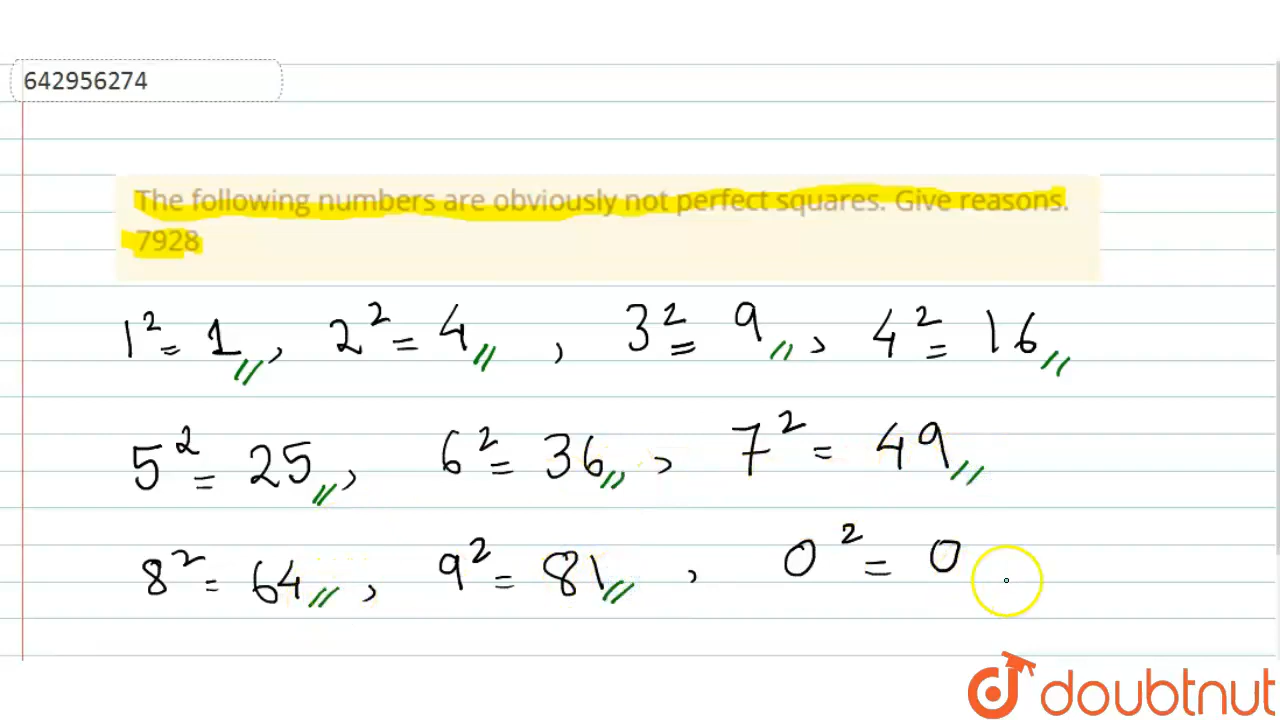 642956274
The following numbers are obviously not perfect squares. Give reasons.
7928
1² = 1, 2² = 4, 3² = 9, 4² = 16
5² = 25, 6² = 36, 7² = 49
8² = 64, 9² = 81, 0² = 0
doubtnut